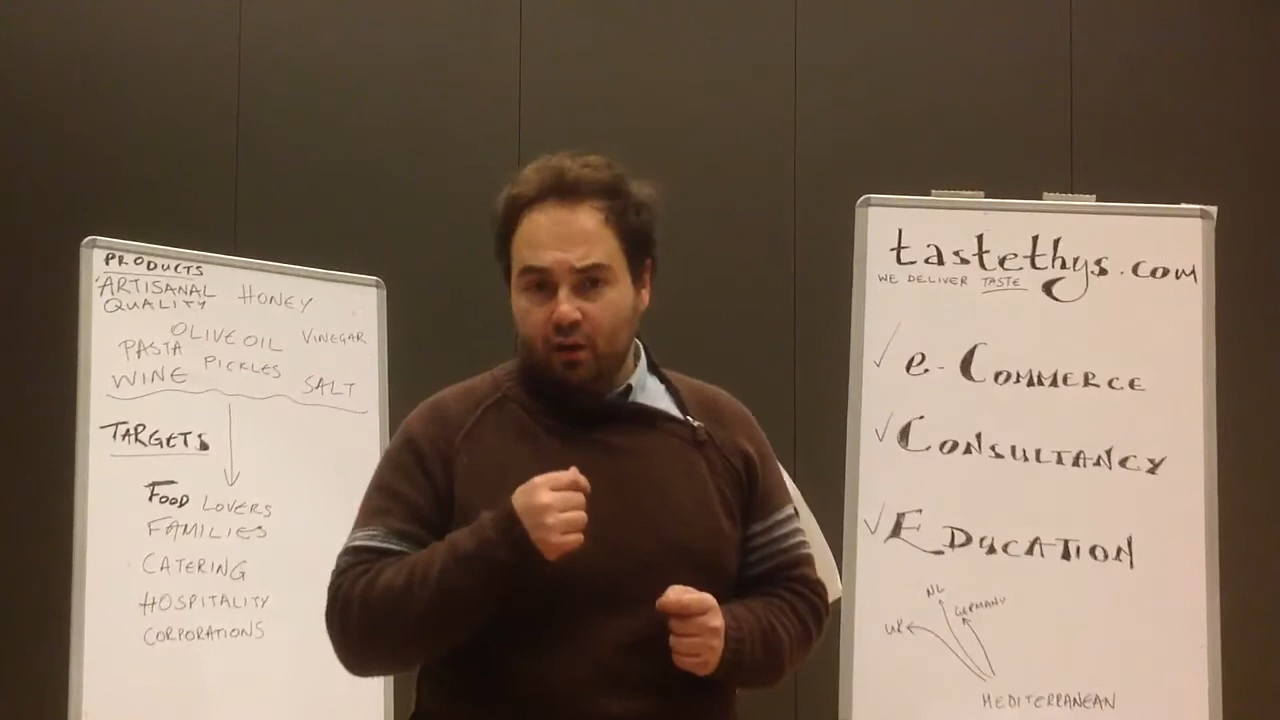 PRODUCTS
ARTISANAL
QUALITY
HONEY
OLIVE OIL
VINEGAR
PASTA
PICKLES
WINE
SALT
TARGETS
FOOD LOVERS
FAMILIES
CATERING
HOSPITALITY
CORPORATIONS
tastethys.com
WE DELIVER TASTE
✓ e-COMMERCE
✓ CONSULTANCY
✓ EDUCATION
NL
GERMANY
UK
MEDITERRANEAN